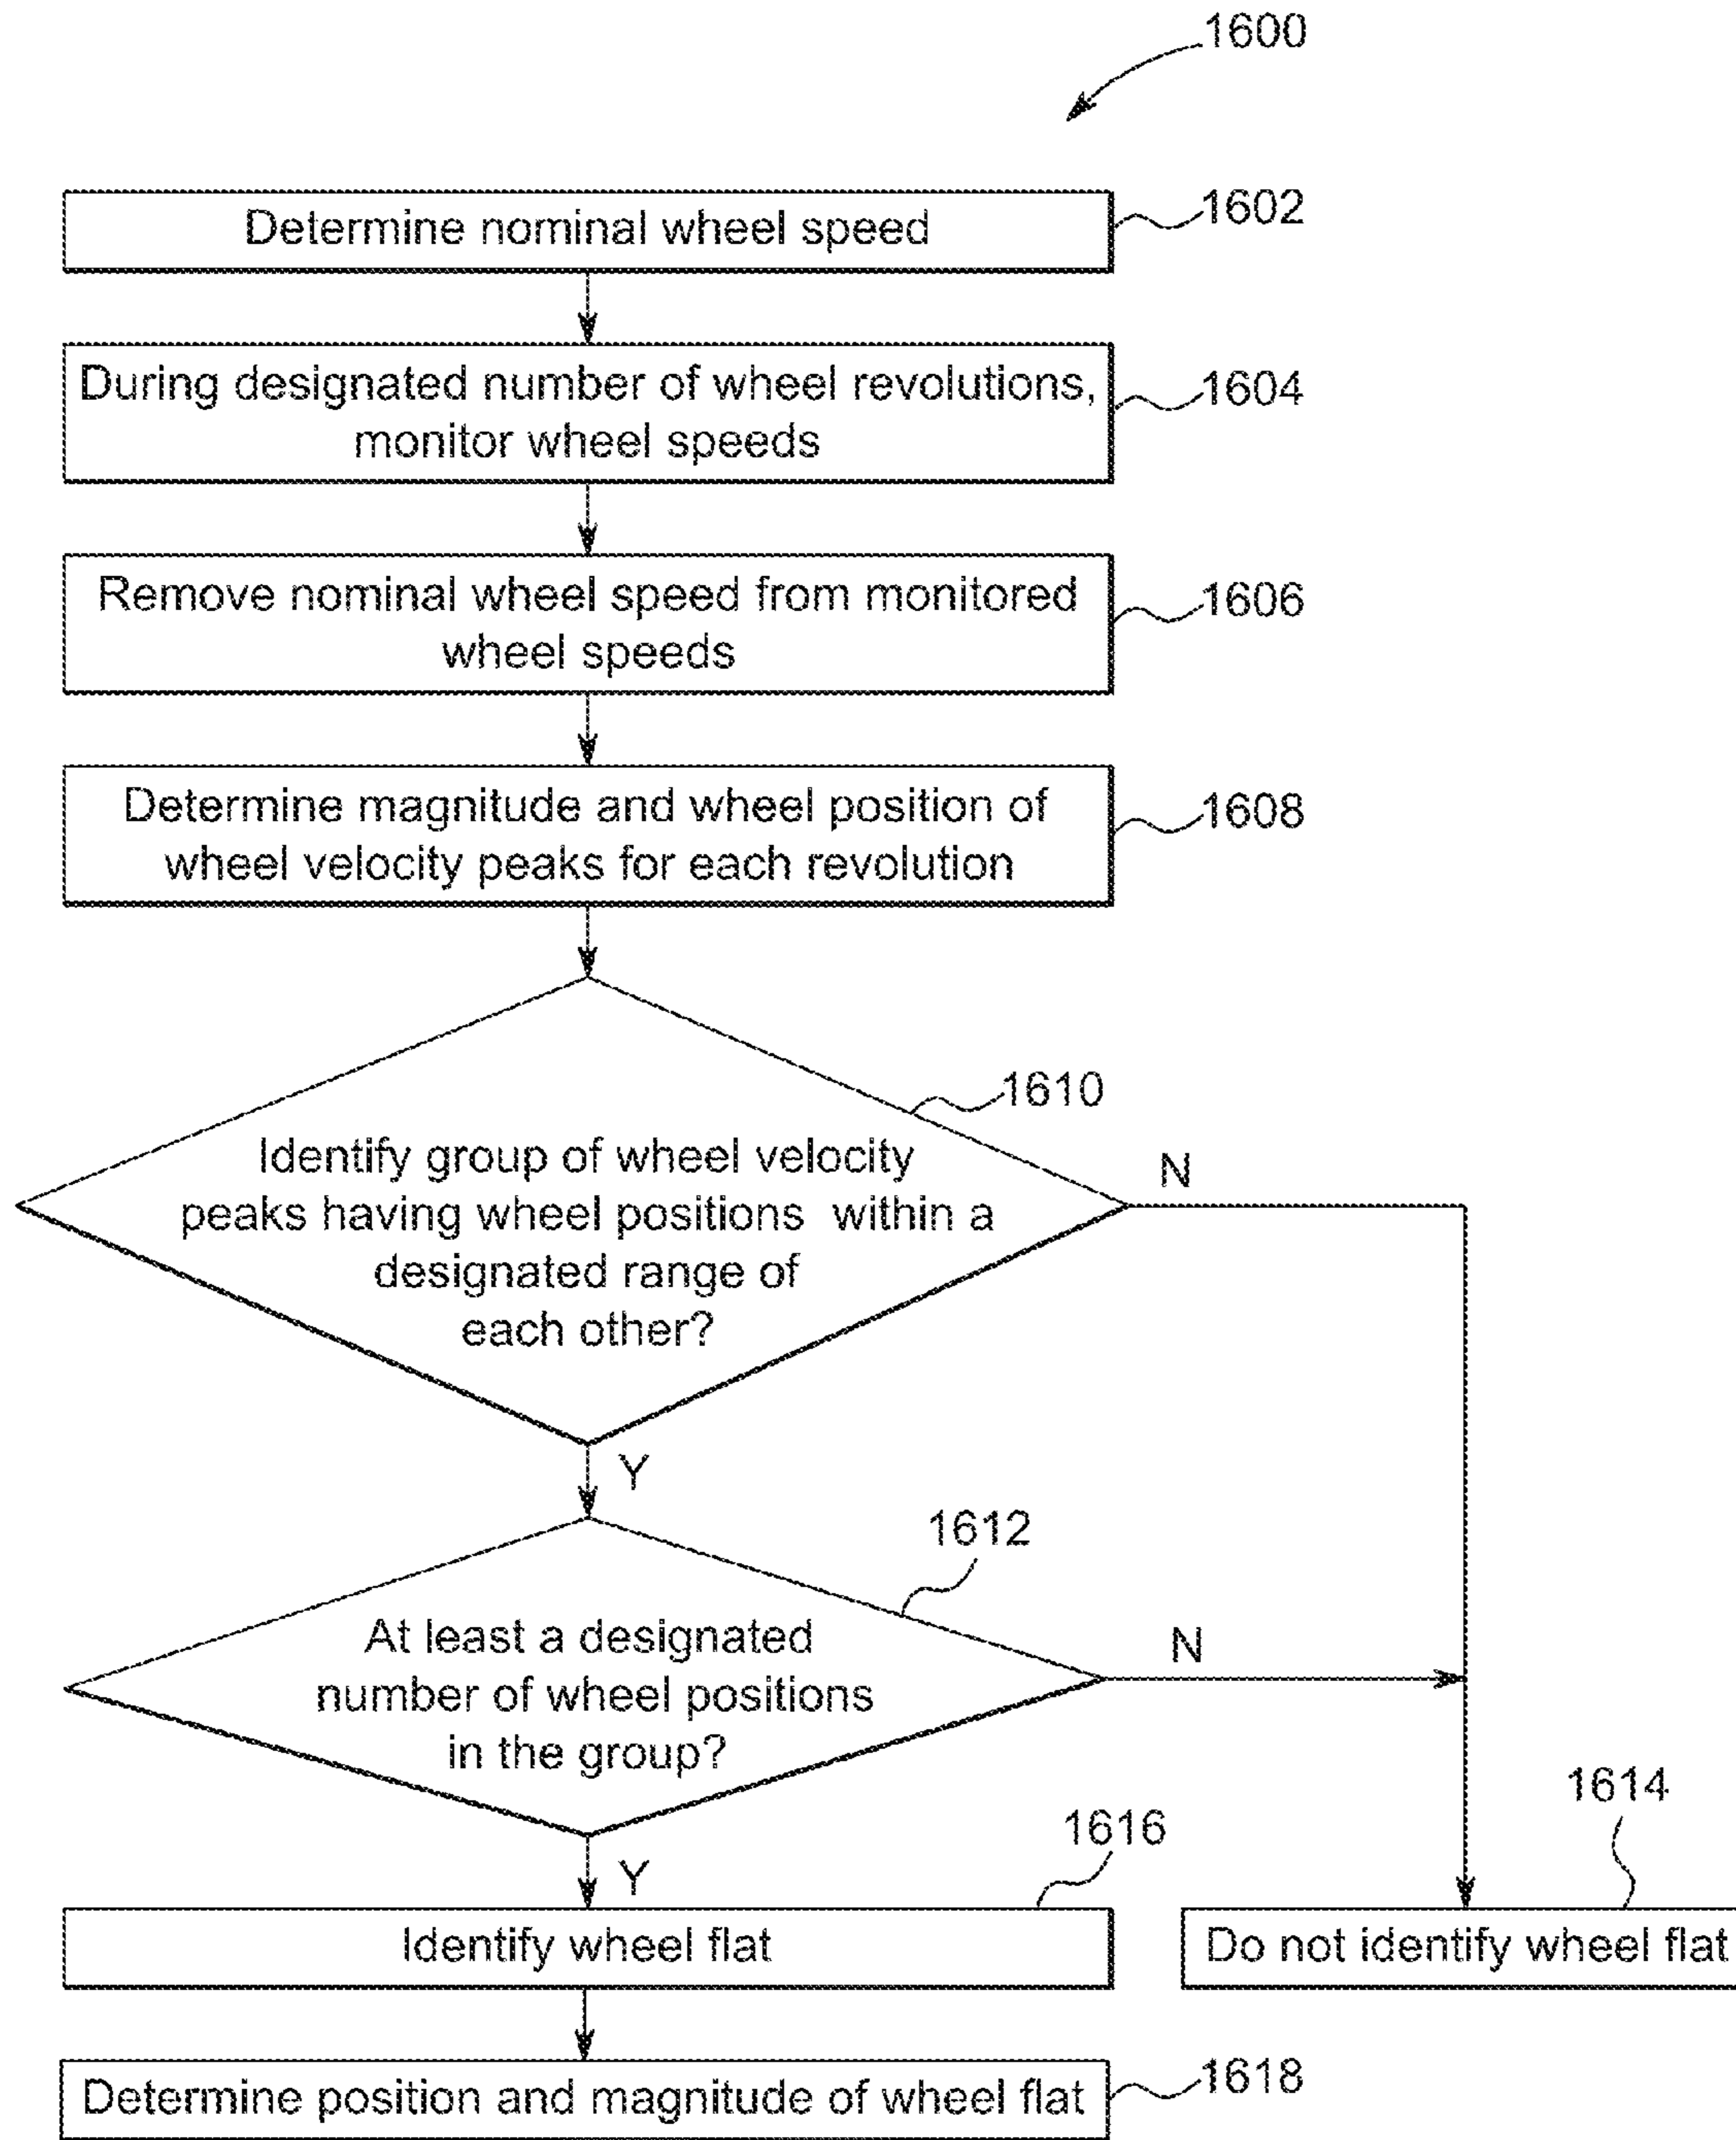 1600
Determine nominal wheel speed
1602
During designated number of wheel revolutions,
monitor wheel speeds
1604
Remove nominal wheel speed from monitored
wheel speeds
1606
Determine magnitude and wheel position of
wheel velocity peaks for each revolution
1608
1610
Identify group of wheel velocity
peaks having wheel positions within a
designated range of
each other?
N
Y
1612
At least a designated
number of wheel positions
in the group?
N
Y
1616
1614
Identify wheel flat
Do not identify wheel flat
Determine position and magnitude of wheel flat
1618